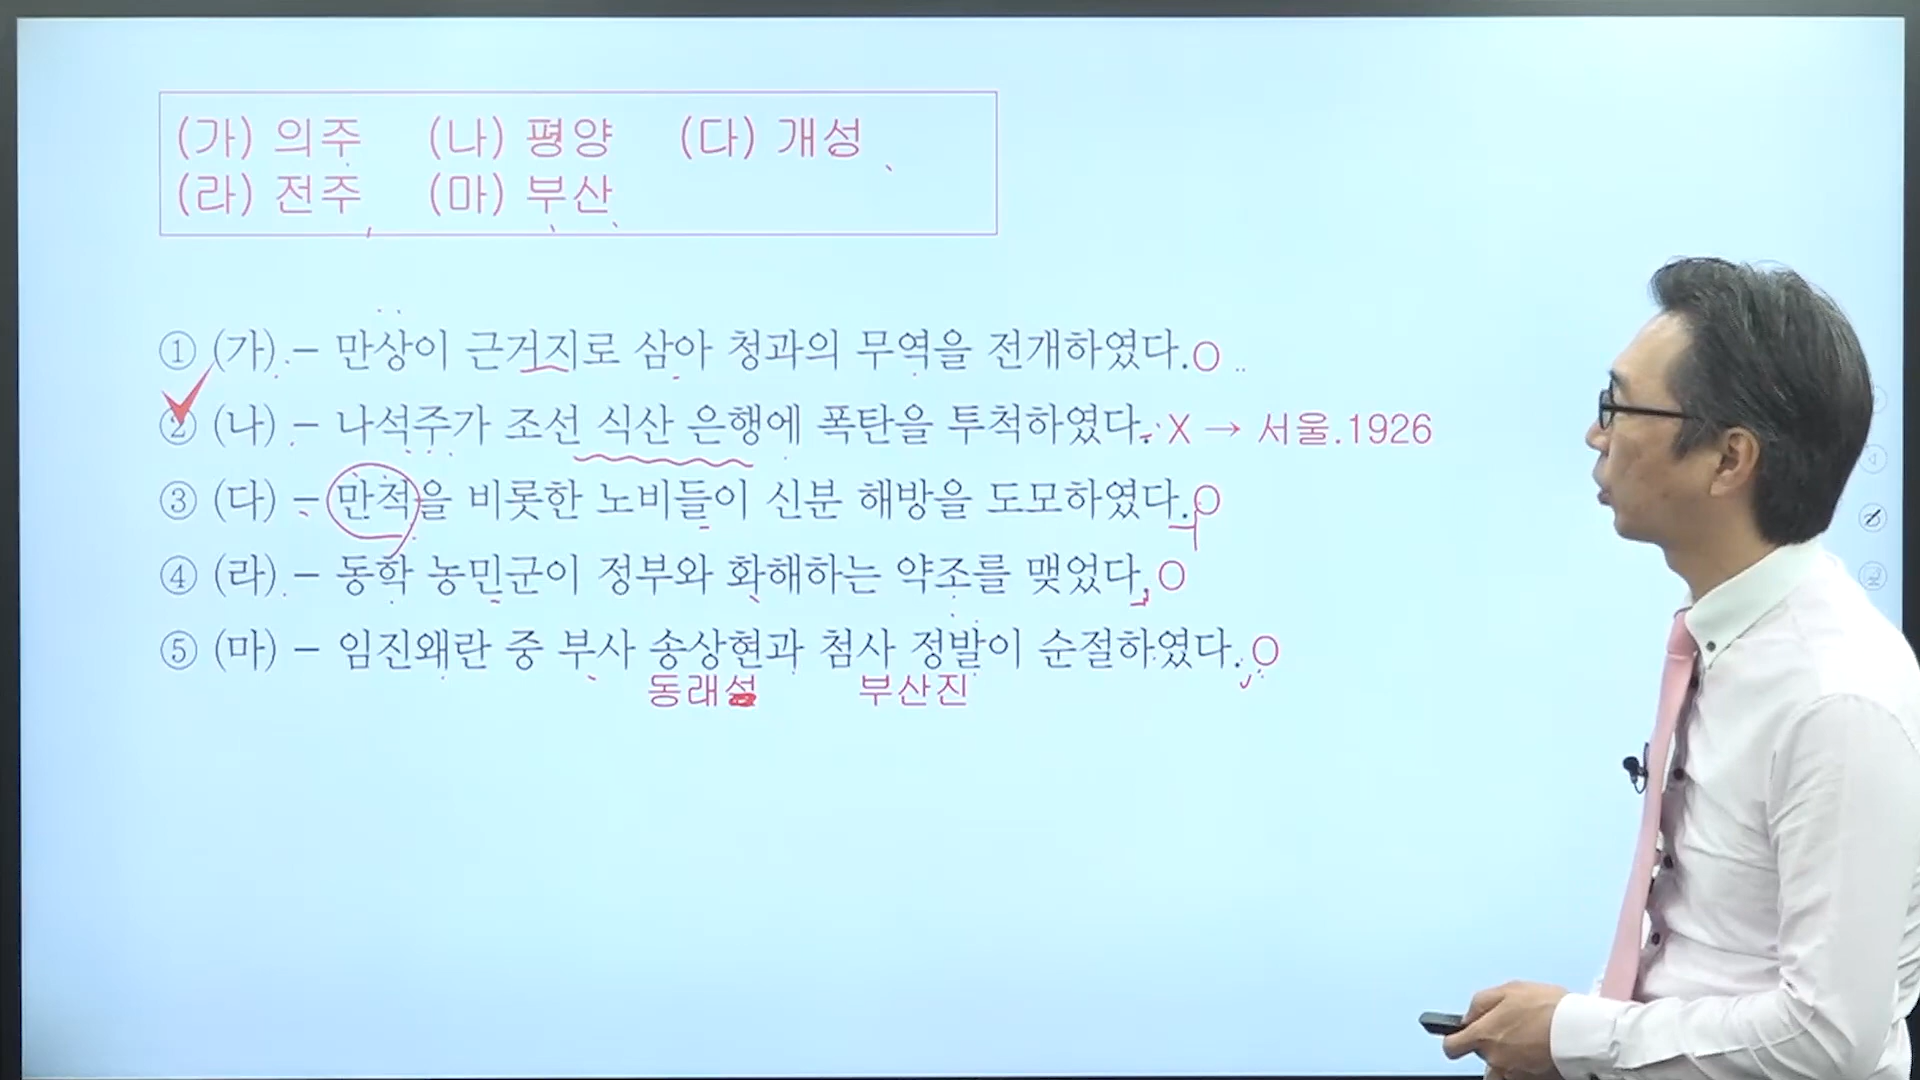 (가) 의주 (나) 평양 (다) 개성
(라) 전주 (마) 부산
① (가) - 만상이 근거지로 삼아 청과의 무역을 전개하였다. O
② (나) - 나석주가 조선 식산 은행에 폭탄을 투척하였다. X → 서울.1926
③ (다) - 만적을 비롯한 노비들이 신분 해방을 도모하였다. O
④ (라) - 동학 농민군이 정부와 화해하는 약조를 맺었다. O
⑤ (마) - 임진왜란 중 부사 송상현과 첨사 정발이 순절하였다. O
동래성 부산진